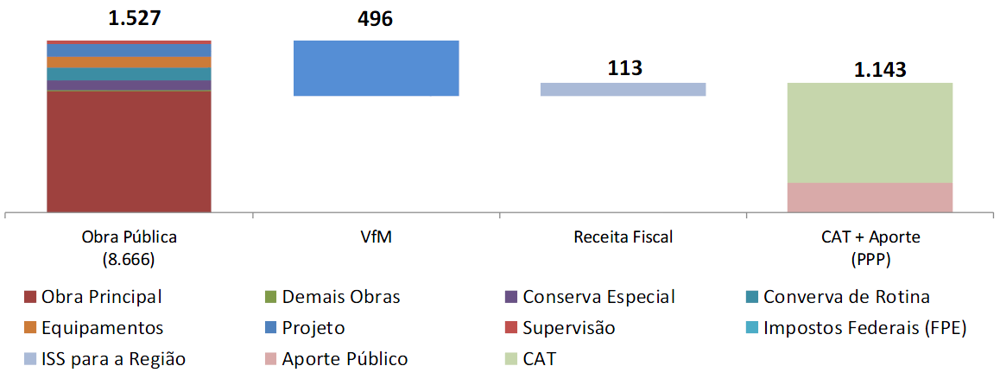 1.527 496 113 1.143
Obra Pública (8.666) VfM Receita Fiscal CAT + Aporte (PPP)
Obra Principal Demais Obras Conserva Especial Converva de Rotina
Equipamentos Projeto Supervisão Impostos Federais (FPE)
ISS para a Região Aporte Público CAT